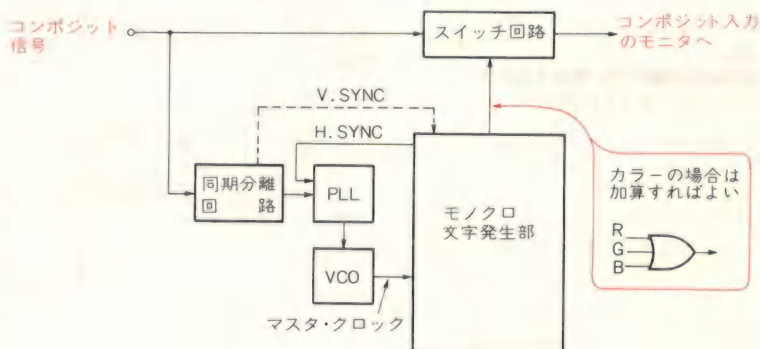 コンポジット
信号
スイッチ回路
コンポジット入力
のモニタへ
V.SYNC
H.SYNC
同期分離
回路
PLL
モノクロ
文字発生部
カラーの場合は
加算すればよい
R
G
B
VCO
マスタ・クロック